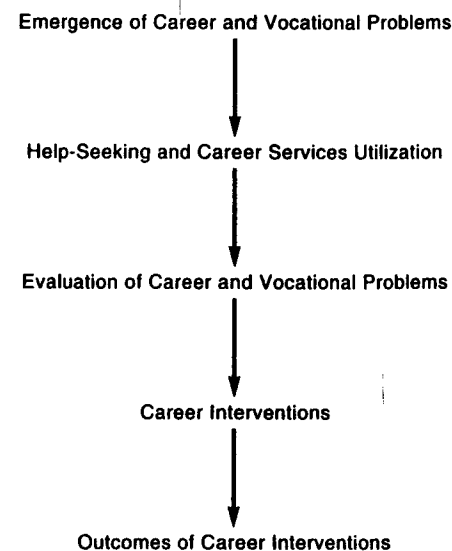 Emergence of Career and Vocational Problems
Help-Seeking and Career Services Utilization
Evaluation of Career and Vocational Problems
Career Interventions
Outcomes of Career Interventions